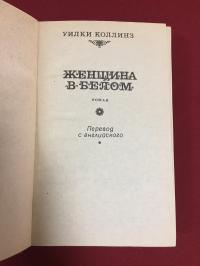 УИЛКИ КОЛЛИНЗ
ЖЕНЩИНА
В БЕЛОМ
РОМАН
Перевод
с английского